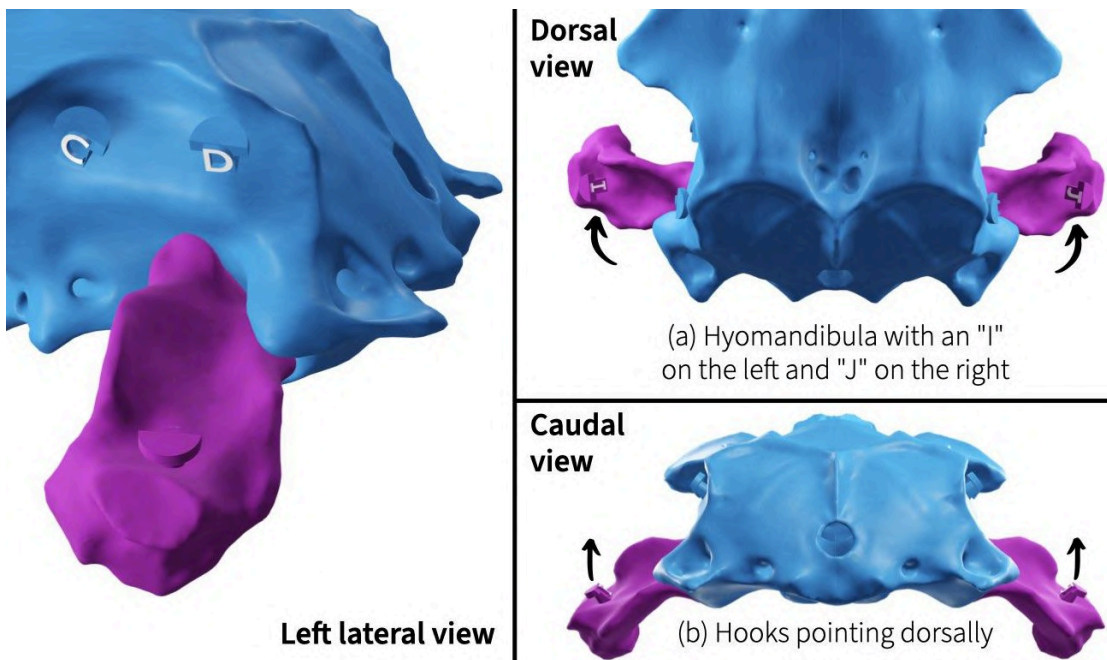 C
D
Left lateral view
Dorsal
view
I
J
(a) Hyomandibula with an "I"
on the left and "J" on the right
Caudal
view
(b) Hooks pointing dorsally